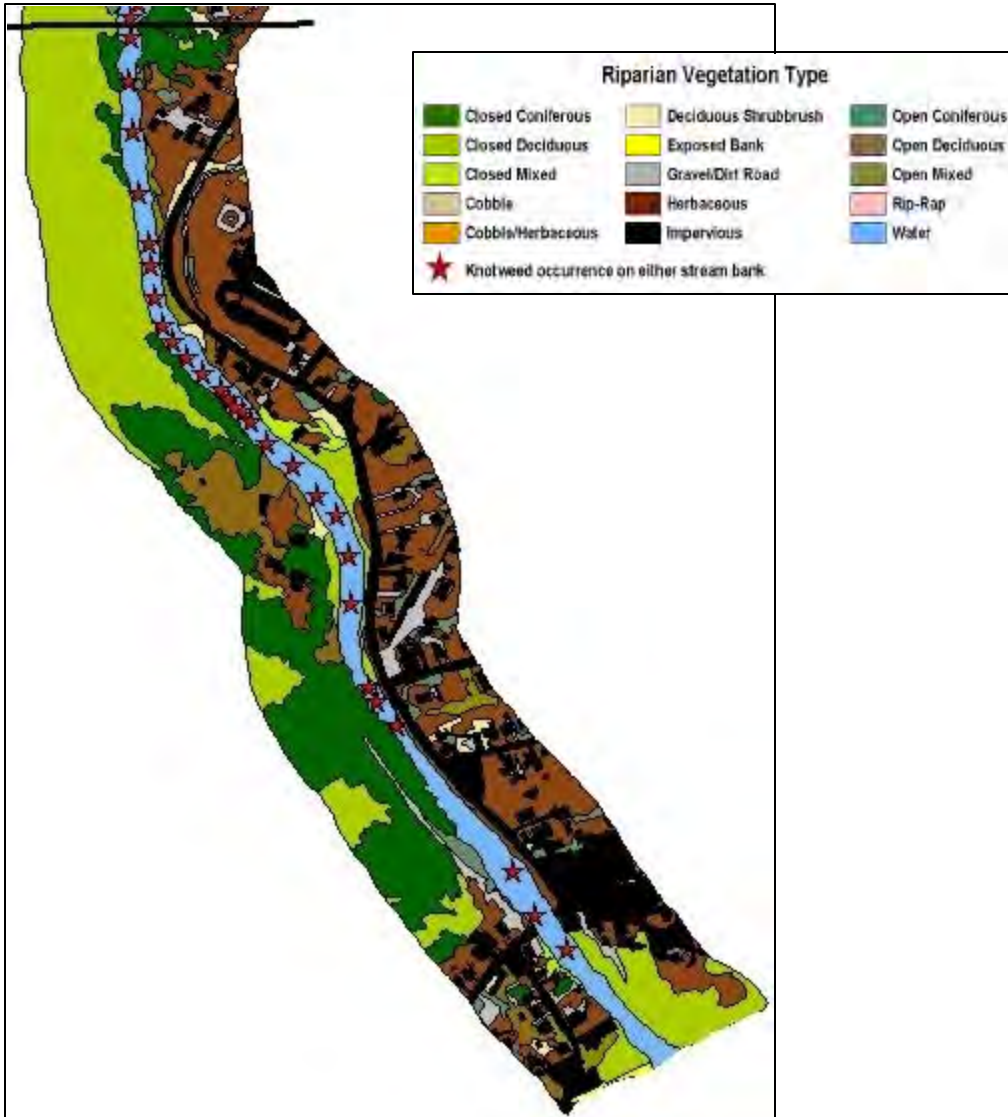 Riparian Vegetation Type
Closed Coniferous
Closed Deciduous
Closed Mixed
Cobble
Cobble/Herbaceous
Deciduous Shrubbrush
Exposed Bank
Gravel/Dirt Road
Herbaceous
Impervious
Open Coniferous
Open Deciduous
Open Mixed
Rip-Rap
Water
Knotweed occurrence on either stream bank